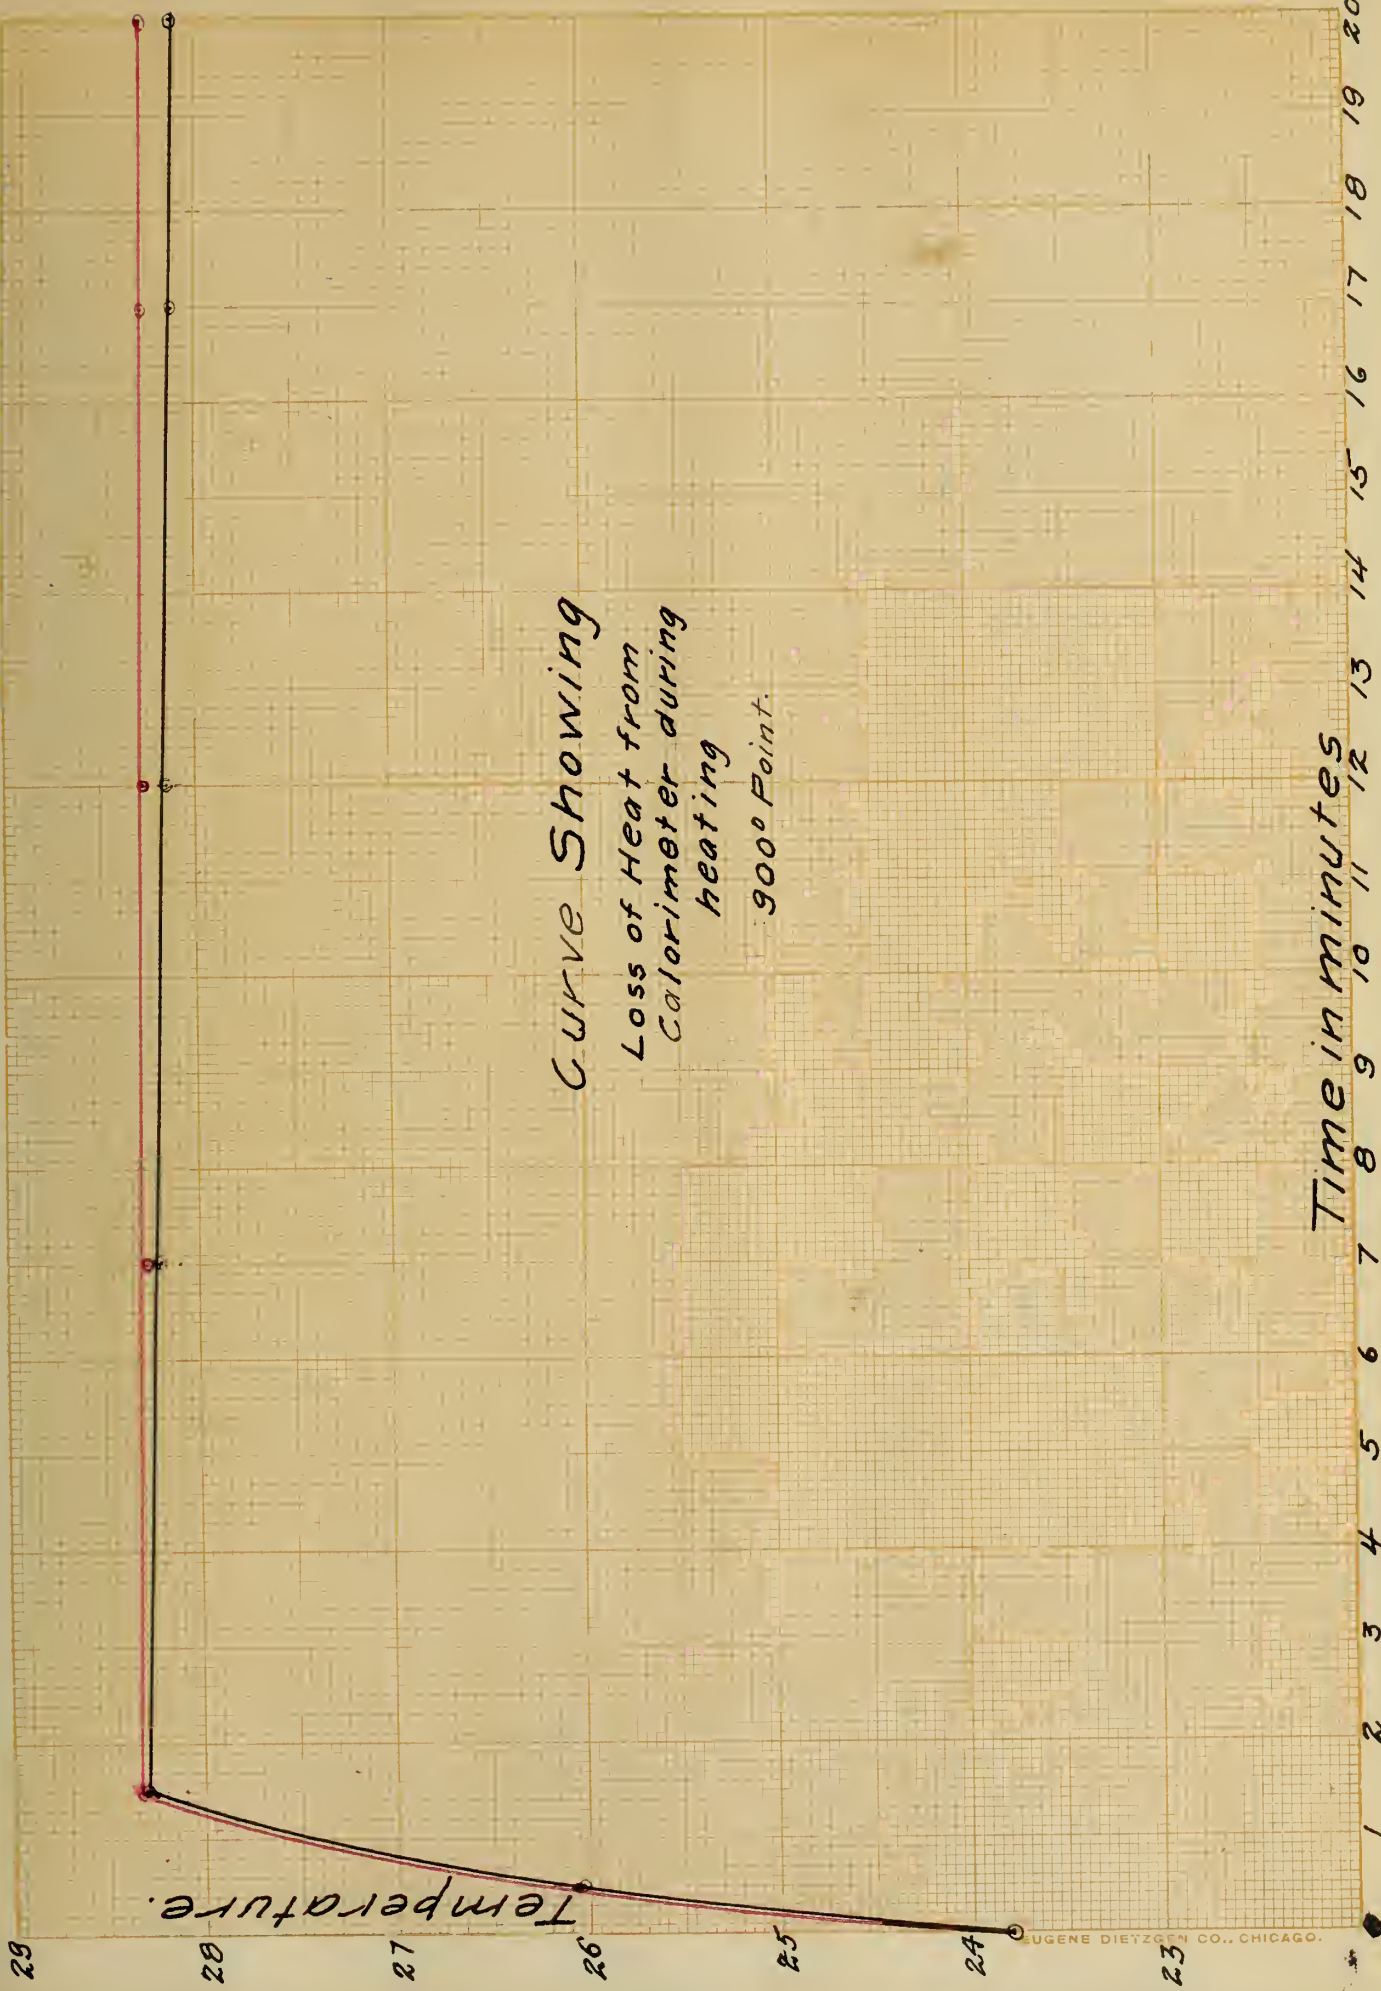 29
28
27
26
25
24
23
Temperature.
Curve Showing
Loss of Heat from
Calorimeter during
heating
900° Point.
Time in minutes
1 2 3 4 5 6 7 8 9 10 11 12 13 14 15 16 17 18 19 20
EUGENE DIETZGEN CO., CHICAGO.